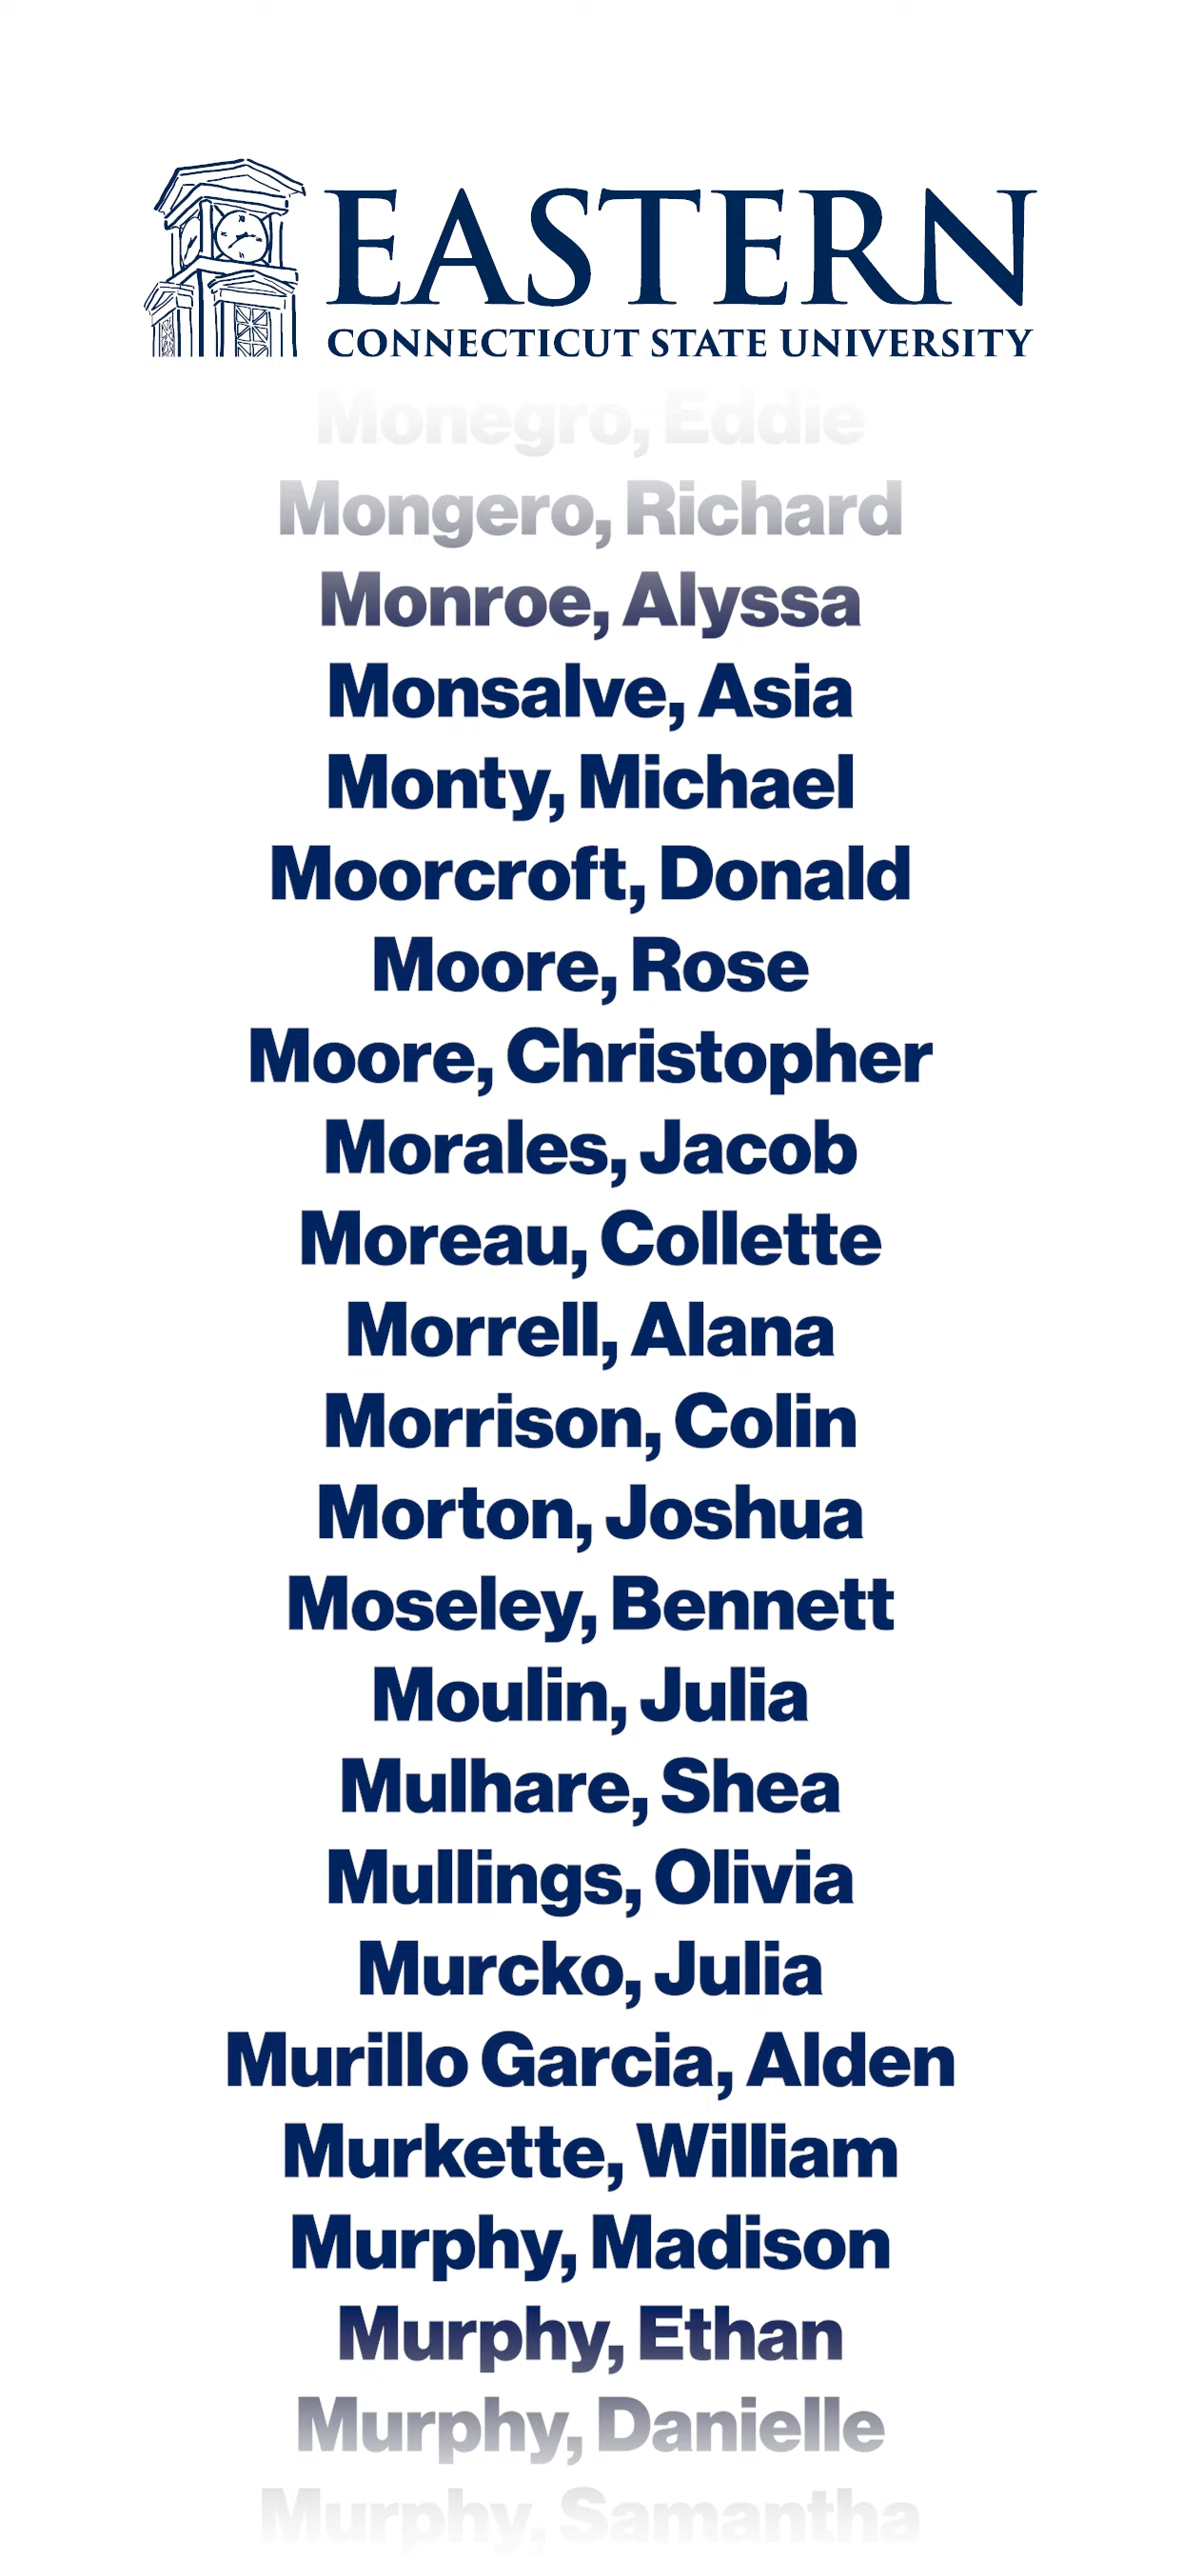 EASTERN
CONNECTICUT STATE UNIVERSITY
Monegro, Eddie
Mongero, Richard
Monroe, Alyssa
Monsalve, Asia
Monty, Michael
Moorcroft, Donald
Moore, Rose
Moore, Christopher
Morales, Jacob
Moreau, Collette
Morrell, Alana
Morrison, Colin
Morton, Joshua
Moseley, Bennett
Moulin, Julia
Mulhare, Shea
Mullings, Olivia
Murcko, Julia
Murillo Garcia, Alden
Murkette, William
Murphy, Madison
Murphy, Ethan
Murphy, Danielle
Murphy, Samantha